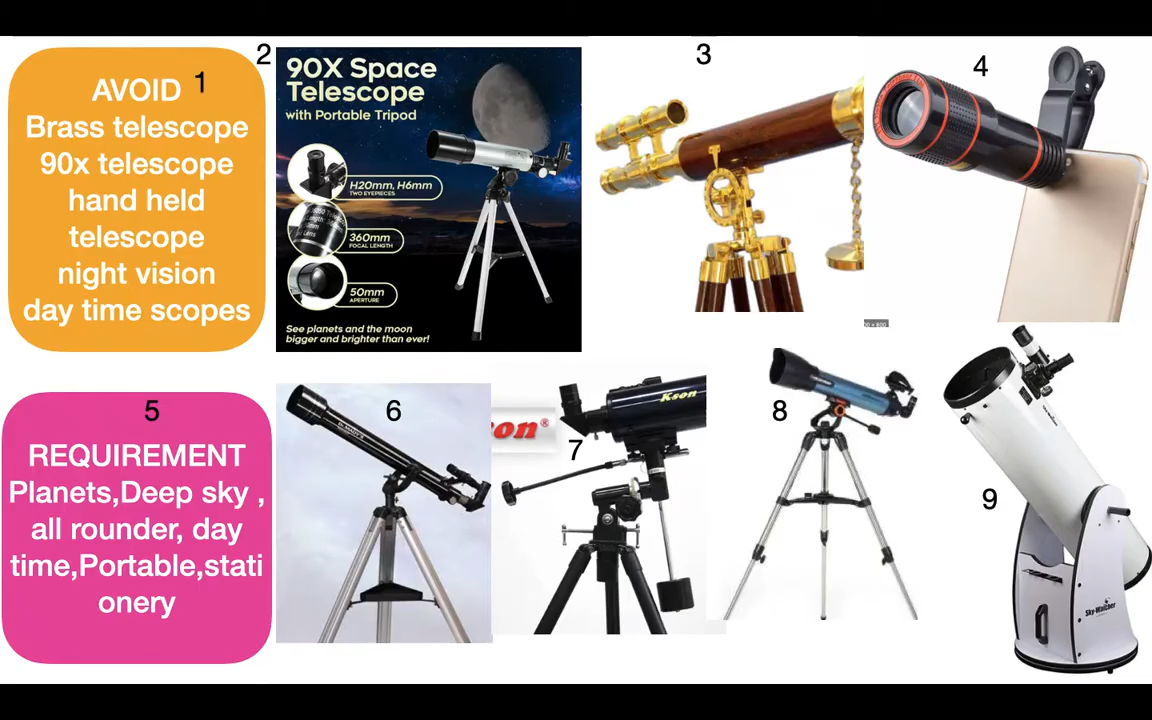 1
AVOID
Brass telescope
90x telescope
hand held
telescope
night vision
day time scopes
2
90X Space
Telescope
with Portable Tripod
H20mm, H6mm
TWO EYEPIECES
360mm
FOCAL LENGTH
50mm
APERTURE
See planets and the moon
bigger and brighter than ever!
3
4
5
REQUIREMENT
Planets,Deep sky ,
all rounder, day
time,Portable,stati
onery
6
on®
7
Kson
8
9
Sky-Watcher